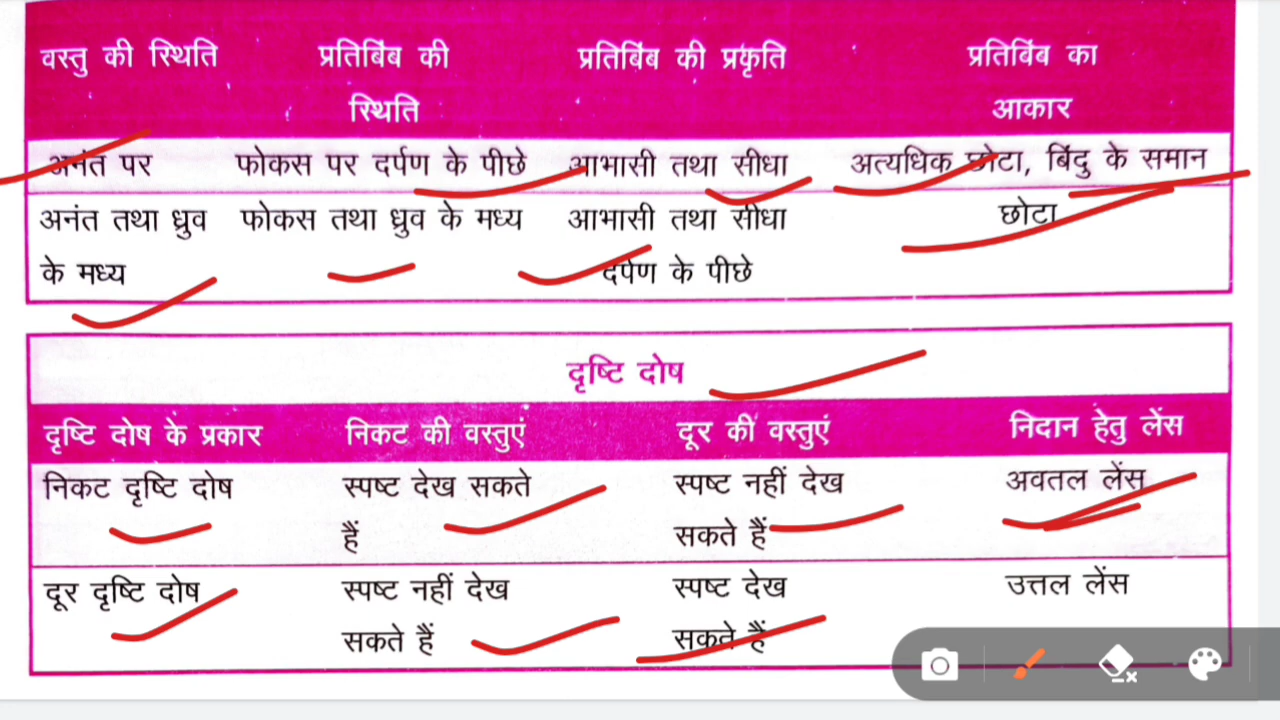 वस्तु की स्थिति प्रतिबिंब की प्रतिबिंब की प्रकृति प्रतिबिंब का
स्थिति आकार
अनंत पर फोकस पर दर्पण के पीछे आभासी तथा सीधा अत्यधिक छोटा, बिंदु के समान
अनंत तथा ध्रुव फोकस तथा ध्रुव के मध्य आभासी तथा सीधा छोटा
के मध्य दर्पण के पीछे
दृष्टि दोष
दृष्टि दोष के प्रकार निकट की वस्तुएं दूर की वस्तुएं निदान हेतु लेंस
निकट दृष्टि दोष स्पष्ट देख सकते स्पष्ट नहीं देख अवतल लेंस
हैं सकते हैं
दूर दृष्टि दोष स्पष्ट नहीं देख स्पष्ट देख उत्तल लेंस
सकते हैं सकते हैं